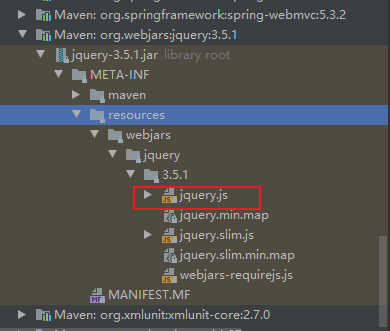 Maven: org.springframework:spring-webmvc:5.3.2
Maven: org.webjars:jquery:3.5.1
jquery-3.5.1.jar library root
META-INF
maven
resources
webjars
jquery
3.5.1
jquery.js
jquery.min.map
jquery.slim.js
jquery.slim.min.map
webjars-requirejs.js
MANIFEST.MF
Maven: org.xmlunit:xmlunit-core:2.7.0